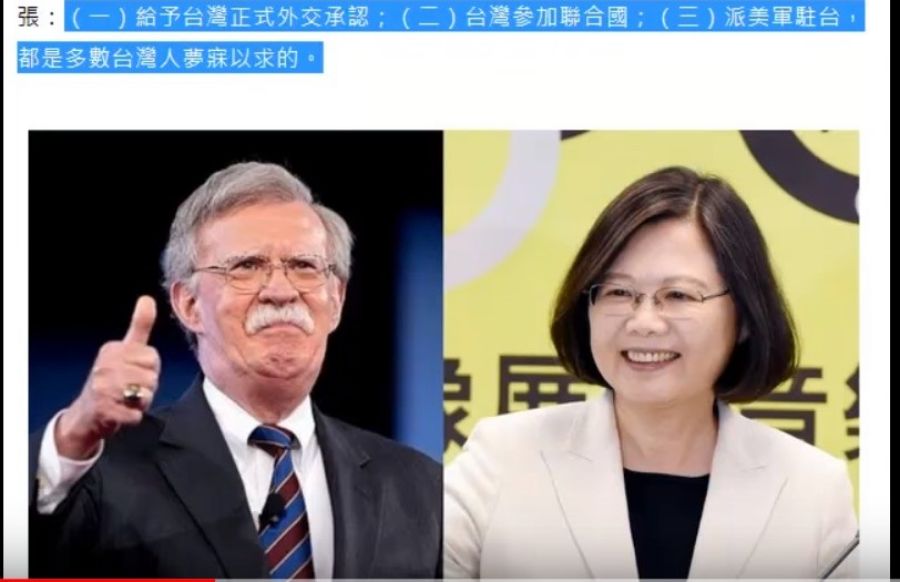 張：（一）給予台灣正式外交承認；（二）台灣參加聯合國；（三）派美軍駐台，
都是多數台灣人夢寐以求的。
展 音